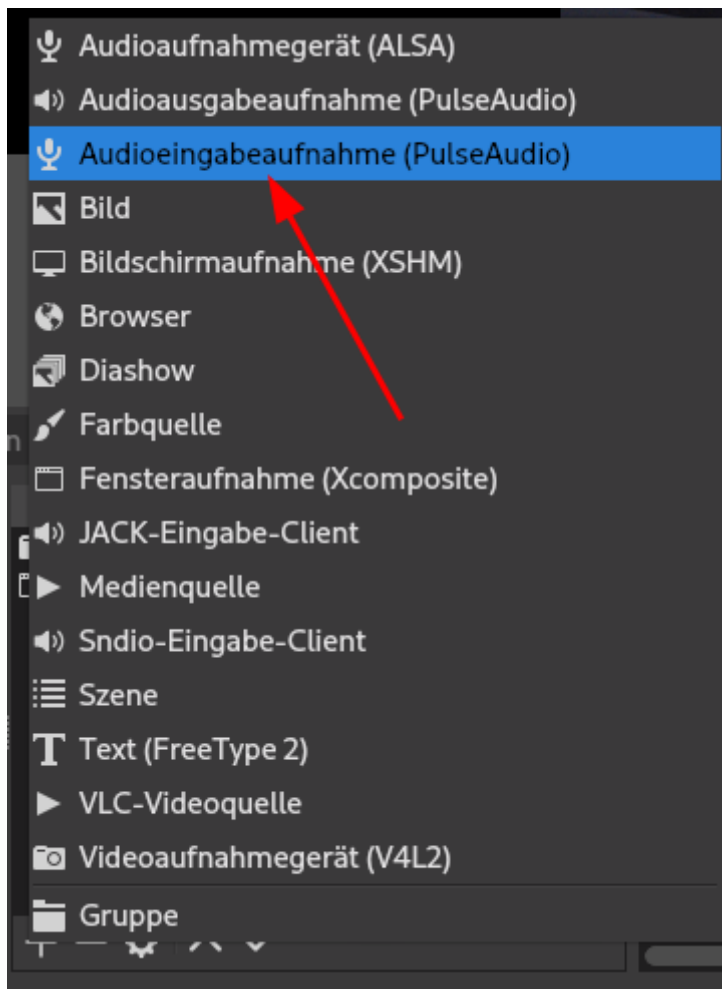 Audioaufnahmegerät (ALSA)
Audioausgabeaufnahme (PulseAudio)
Audioeingabeaufnahme (PulseAudio)
Bild
Bildschirmaufnahme (XSHM)
Browser
Diashow
Farbquelle
n
Fensteraufnahme (Xcomposite)
JACK-Eingabe-Client
Medienquelle
Sndio-Eingabe-Client
Szene
Text (FreeType 2)
VLC-Videoquelle
Videoaufnahmegerät (V4L2)
Gruppe